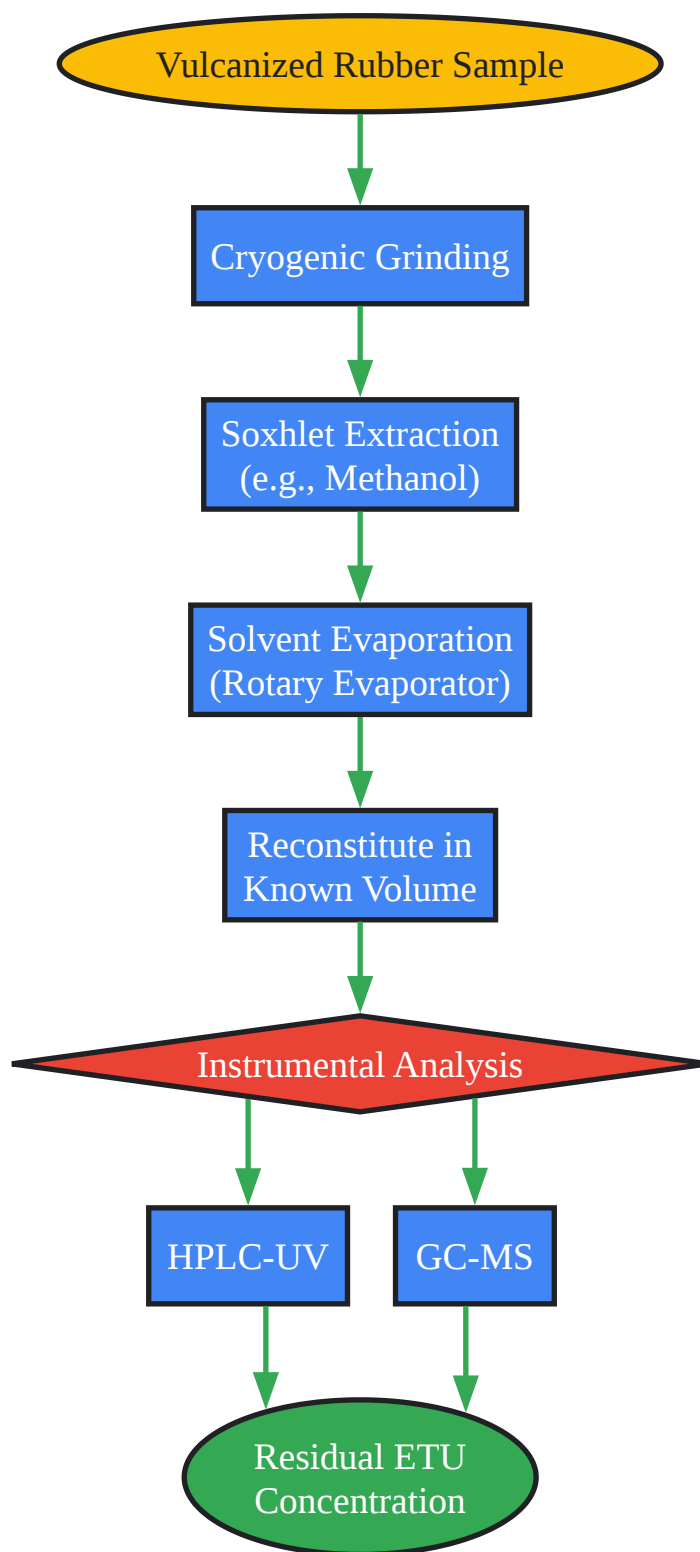 Vulcanized Rubber Sample
Cryogenic Grinding
Soxhlet Extraction
(e.g., Methanol)
Solvent Evaporation
(Rotary Evaporator)
Reconstitute in
Known Volume
Instrumental Analysis
HPLC-UV
GC-MS
Residual ETU
Concentration